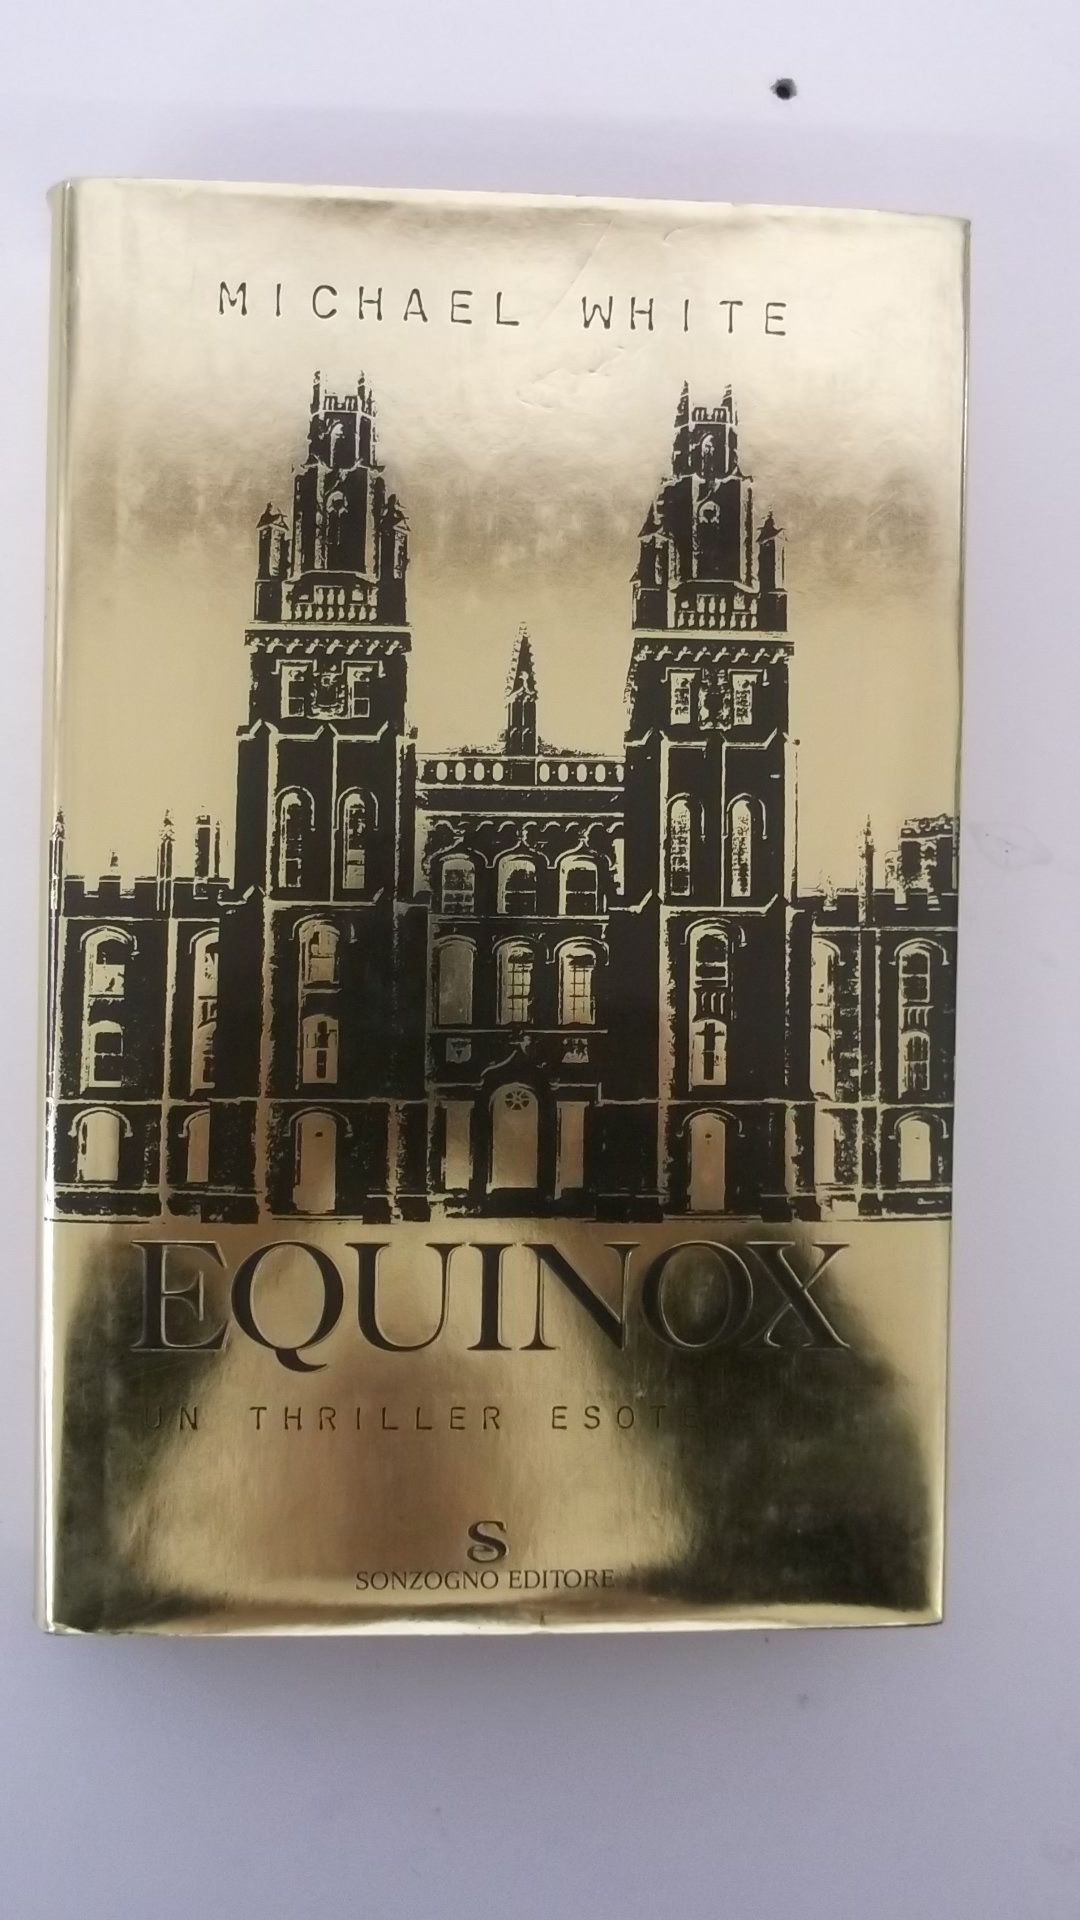 MICHAEL WHITE
EQUINOX
UN THRILLER
S
SONZOGNO EDITORE